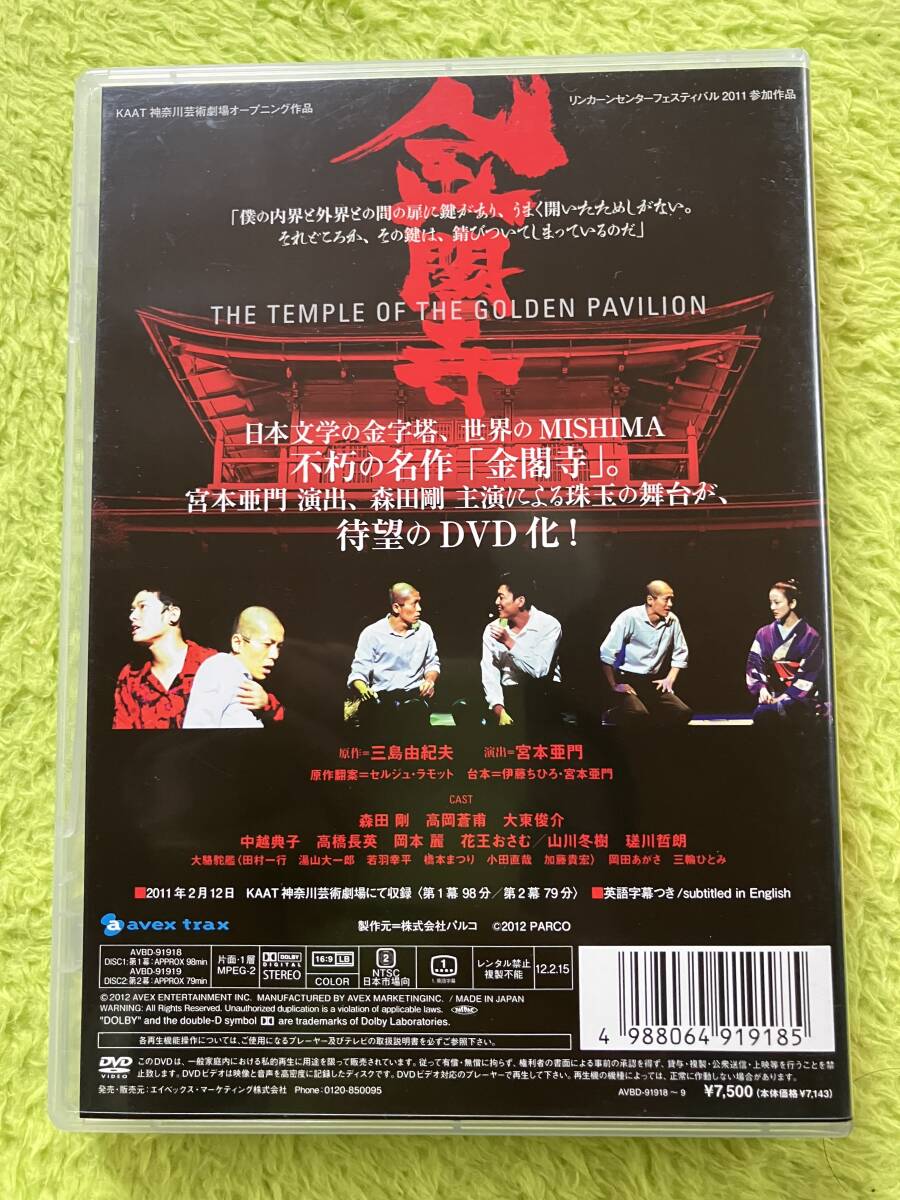 KAAT 神奈川芸術劇場オープニング作品
リンカーンセンターフェスティバル2011 参加作品
金閣寺
「僕の内界と外界との間の扉に鍵があり、うまく開いたためしがない。
それどころか、その鍵は、錆びついてしまっているのだ」
THE TEMPLE OF THE GOLDEN PAVILION
日本文学の金字塔、世界のMISHIMA
不朽の名作「金閣寺」。
宮本亜門 演出、森田剛 主演による珠玉の舞台が、
待望のDVD化！
原作=三島由紀夫 演出=宮本亜門
原作翻案=セルジュ・ラモット 台本=伊藤ちひろ・宮本亜門
CAST
森田 剛 高岡蒼甫 大東俊介
中越典子 高橋長英 岡本 麗 花王おさむ／山川冬樹 瑳川哲朗
大駱駝艦〈田村一行 湯山大一郎 若羽幸平 橋本まつり 小田直哉 加藤貴宏〉 岡田あがさ 三輪ひとみ
■2011年2月12日 KAAT 神奈川芸術劇場にて収録〈第1幕 98分／第2幕 79分〉 ■英語字幕つき/subtitled in English
avex trax
製作元―株式会社パルコ ©2012 PARCO
AVBD-91918
DISC1:第1幕:APPROX 98min
AVBD-91919
DISC2:第2幕:APPROX 79min
片面・1層
MPEG-2
DOLBY
DIGITAL
STEREO
16:9 LB
COLOR
2
NTSC
日本市場向
1
1. 英語字幕
レンタル禁止
複製不能
12.2.15
© 2012 AVEX ENTERTAINMENT INC. MANUFACTURED BY AVEX MARKETINGINC. / MADE IN JAPAN
WARNING: All Rights Reserved. Unauthorized duplication is a violation of applicable laws.
"DOLBY" and the double-D symbol are trademarks of Dolby Laboratories.
各再生機能操作については、ご使用になるプレーヤー及びテレビの取扱説明書を必ずご参照下さい。
4 988064 919185
DVD
VIDEO
このDVDは、一般家庭内における私的再生に用途を限って販売されています。従って有償・無償に拘らず、権利者の書面による事前の承認を得ず、貸与・複製・公衆送信・上映等を行うことを禁
止致します。DVDビデオは映像と音声を高密度に記録したディスクです。DVDビデオ対応のプレーヤーで再生して下さい。再生機の機種によっては、正常に作動しない場合があります。
発売・販売元：エイベックス・マーケティング株式会社 Phone：0120-850095
AVBD-91918～9 ¥7,500（本体価格¥7,143）